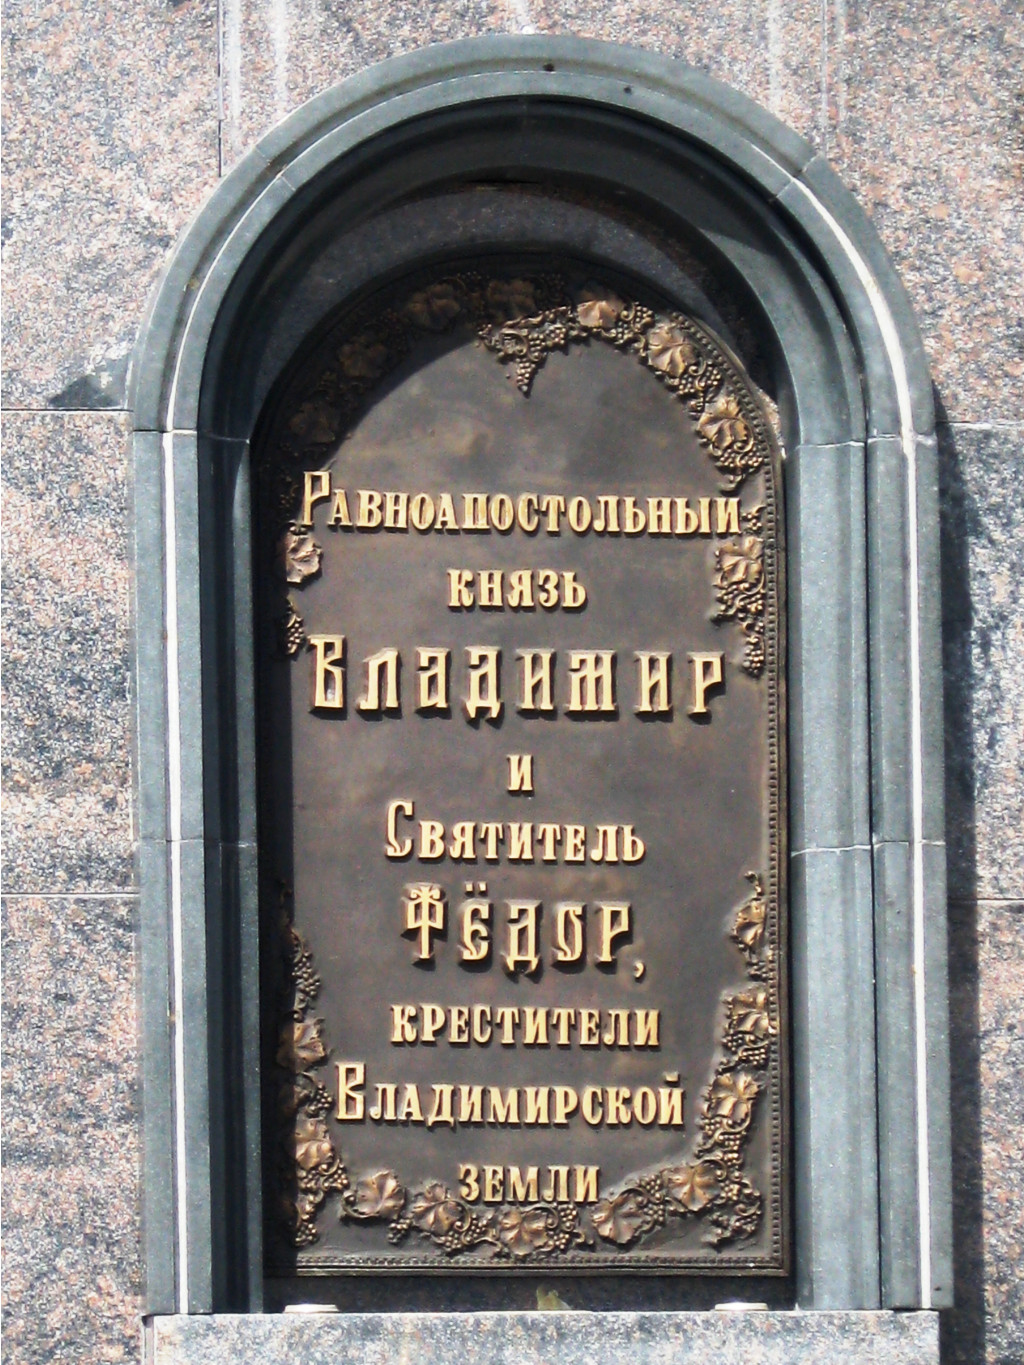 Равноапостольный
князь
Владимир
и
Святитель
Фёдор,
крестители
Владимирской
земли